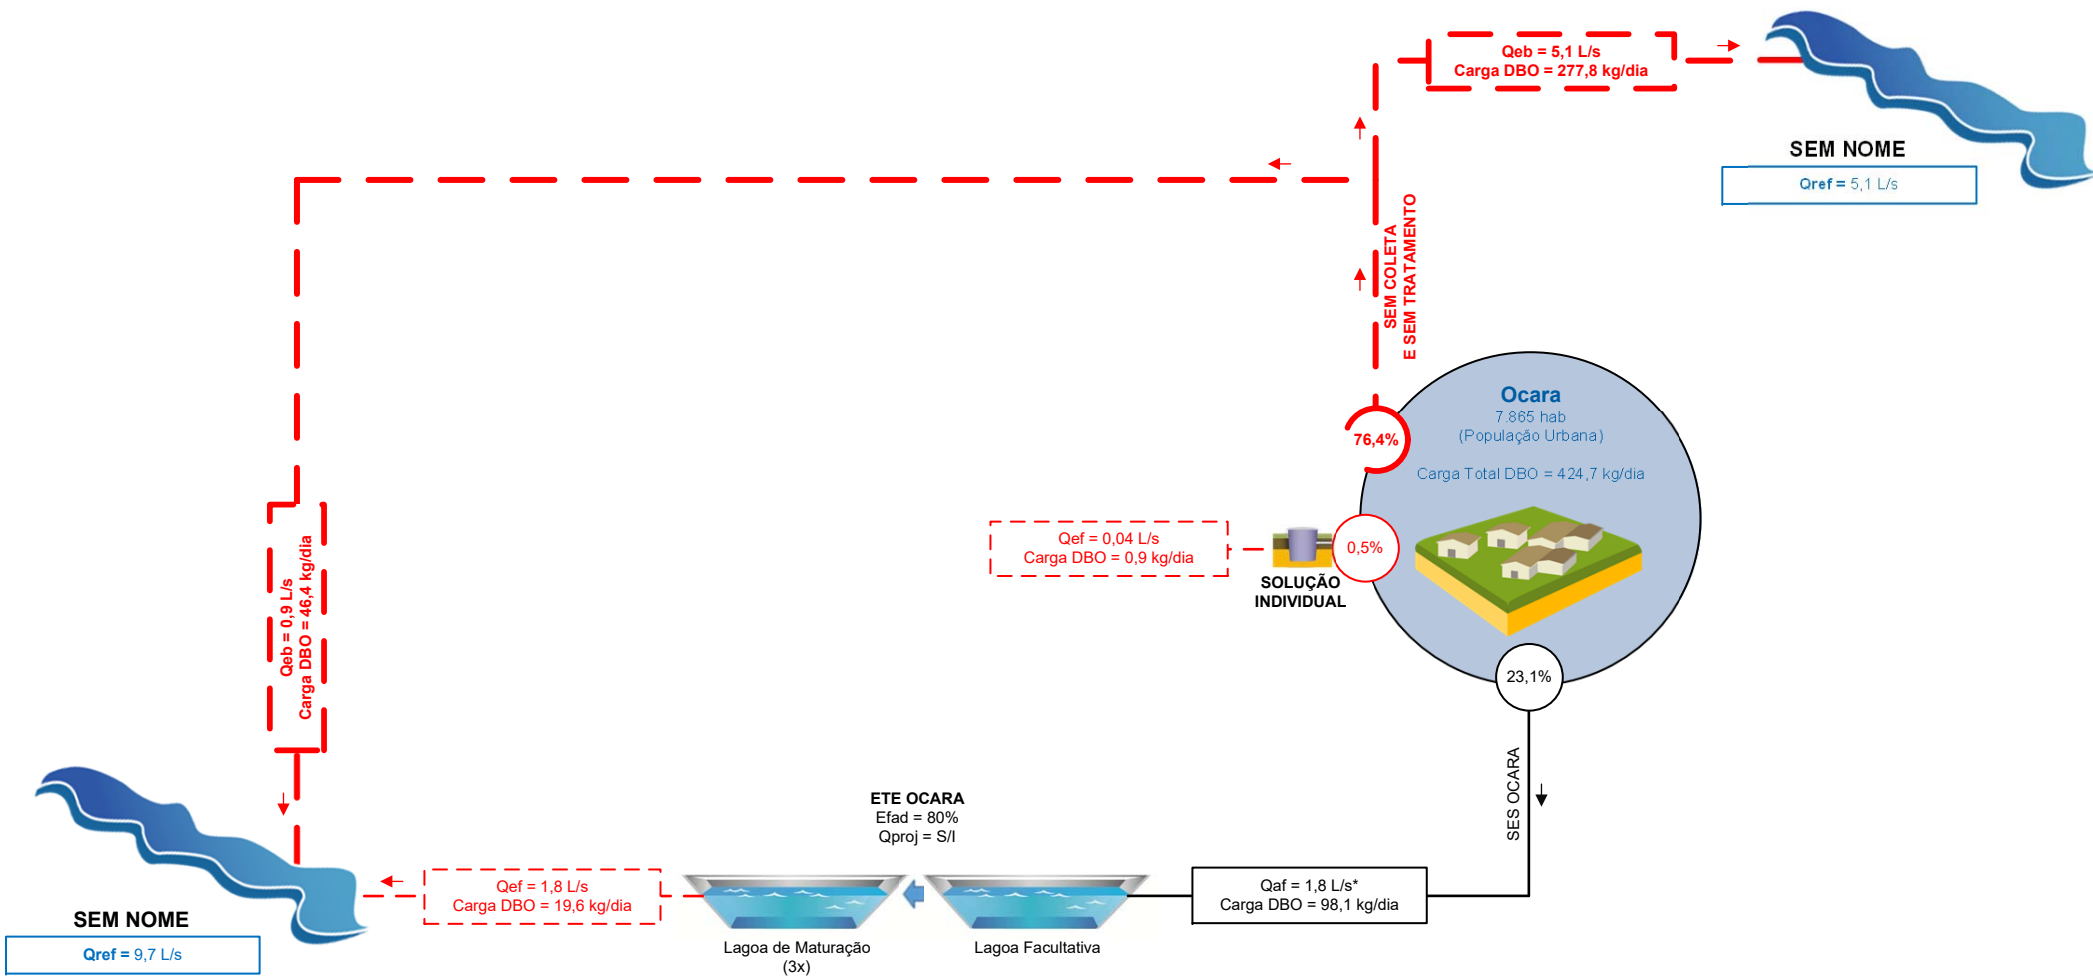 Qeb = 5,1 L/s
Carga DBO = 277,8 kg/dia
SEM NOME
Qref = 5,1 L/s
SEM COLETA
E SEM TRATAMENTO
Ocara
7.865 hab
(População Urbana)
Carga Total DBO = 424,7 kg/dia
76,4%
0,5%
23,1%
Qef = 0,04 L/s
Carga DBO = 0,9 kg/dia
SOLUÇÃO
INDIVIDUAL
Qeb = 0,9 L/s
Carga DBO = 46,4 kg/dia
SES OCARA
ETE OCARA
Efad = 80%
Qproj = S/I
Qaf = 1,8 L/s*
Carga DBO = 98,1 kg/dia
Qef = 1,8 L/s
Carga DBO = 19,6 kg/dia
Lagoa de Maturação
(3x)
Lagoa Facultativa
SEM NOME
Qref = 9,7 L/s